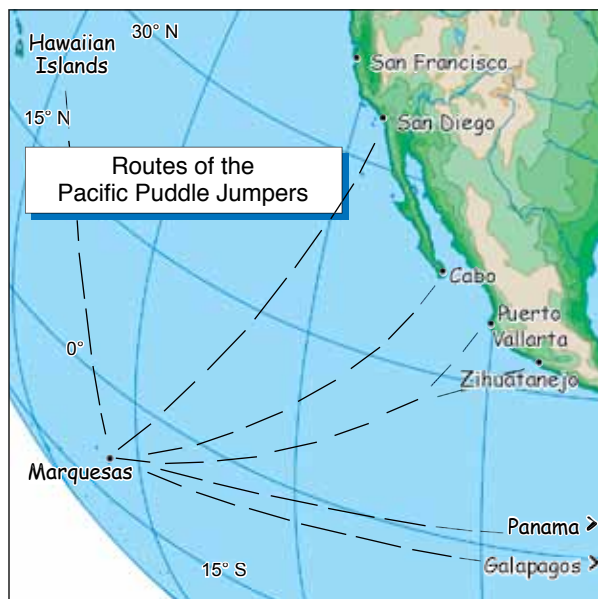 30° N
Hawaiian
Islands
San Francisco
15° N
San Diego
Routes of the
Pacific Puddle Jumpers
Cabo
Puerto
Vallarta
0°
Zihuatanejo
Marquesas
Panama >
Galapagos >
15° S